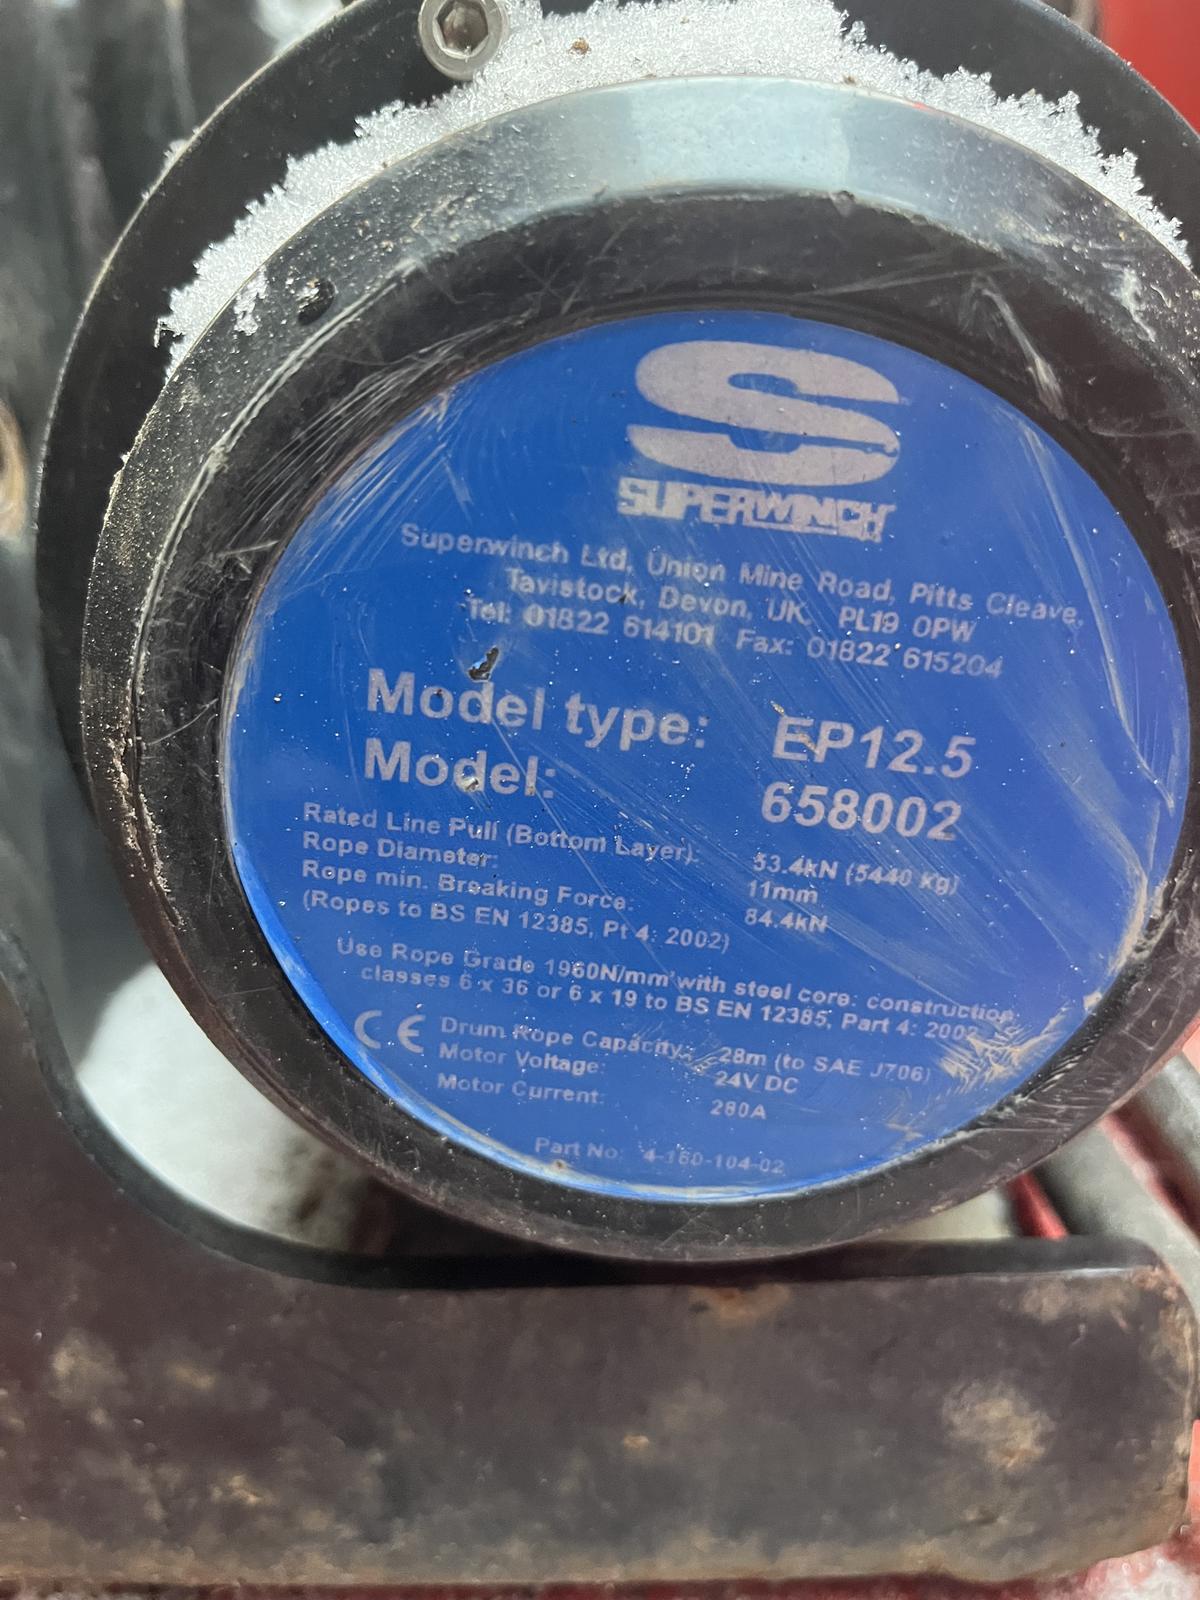 S
SUPERWINCH
Superwinch Ltd, Union Mine Road, Pitts Cleave,
Tavistock, Devon, UK PL19 0PW
Tel: 01822 614101 Fax: 01822 615204
Model type: EP12.5
Model: 658002
Rated Line Pull (Bottom Layer): 53.4kN (5440 kg)
Rope Diameter: 11mm
Rope min. Breaking Force: 84.4kN
(Ropes to BS EN 12385, Pt 4: 2002)
Use Rope Grade 1960N/mm² with steel core: construction
classes 6 x 36 or 6 x 19 to BS EN 12385, Part 4: 2002
CE Drum Rope Capacity: 28m (to SAE J706)
Motor Voltage: 24V DC
Motor Current: 280A
Part No: 4-160-104-02